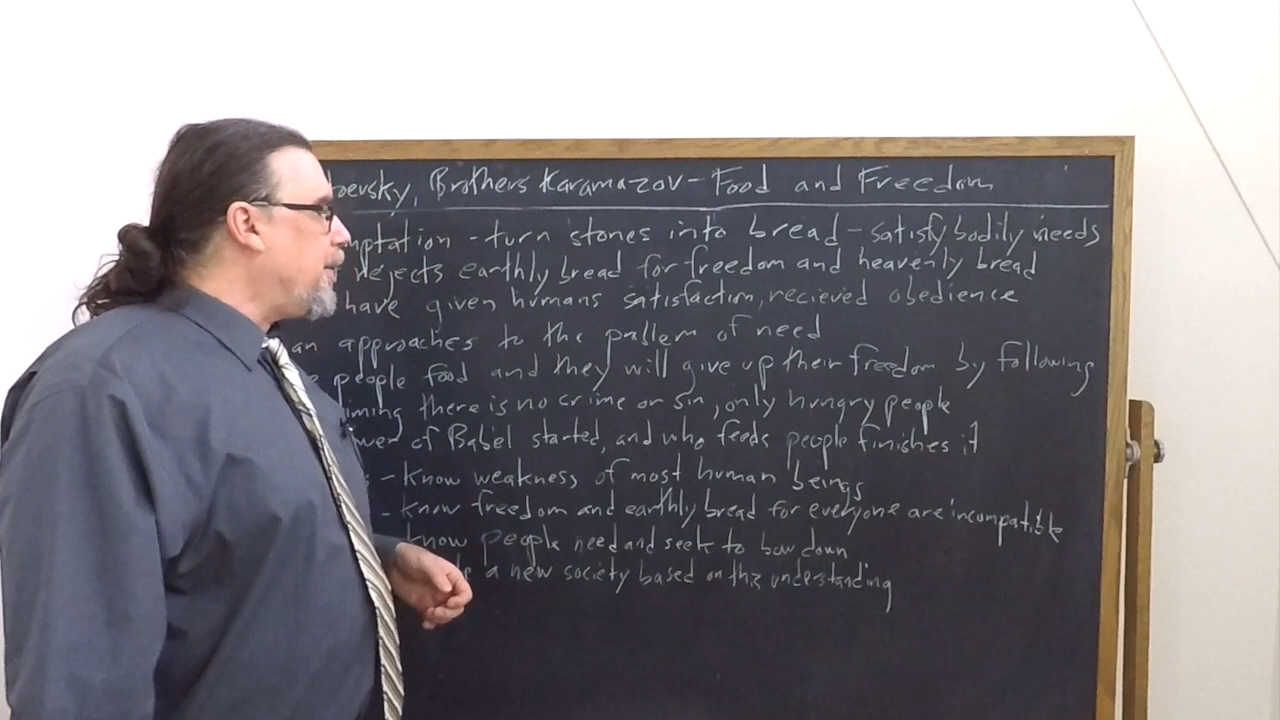 oevsky, Brothers Karamazov - Food and Freedom
mptation - turn stones into bread - satisfy bodily needs
rejects earthly bread for freedom and heavenly bread
have given humans satisfaction, recieved obedience
an approaches to the problem of need
people food and they will give up their freedom by following
iming there is no crime or sin, only hungry people
wer of Babel started, and who feeds people finishes it
s - know weakness of most human beings
- know freedom and earthly bread for everyone are incompatible
know people need and seek to bow down
a new society based on this understanding